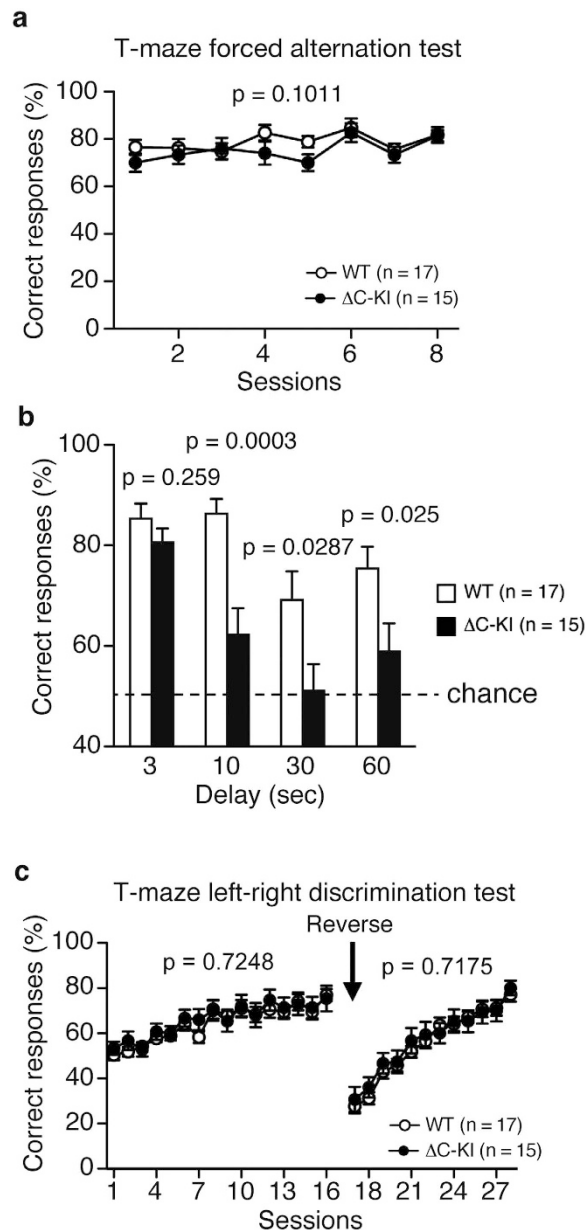 a
T-maze forced alternation test
Correct responses (%)
100
80
60
40
20
0
p = 0.1011
WT (n = 17)
ΔC-KI (n = 15)
2 4 6 8
Sessions
b
Correct responses (%)
100
80
60
40
p = 0.0003
p = 0.259
p = 0.025
p = 0.0287
WT (n = 17)
ΔC-KI (n = 15)
chance
3 10 30 60
Delay (sec)
c
T-maze left-right discrimination test
Reverse
Correct responses (%)
100
80
60
40
20
0
p = 0.7248
p = 0.7175
WT (n = 17)
ΔC-KI (n = 15)
1 4 7 10 13 16 18 21 24 27
Sessions